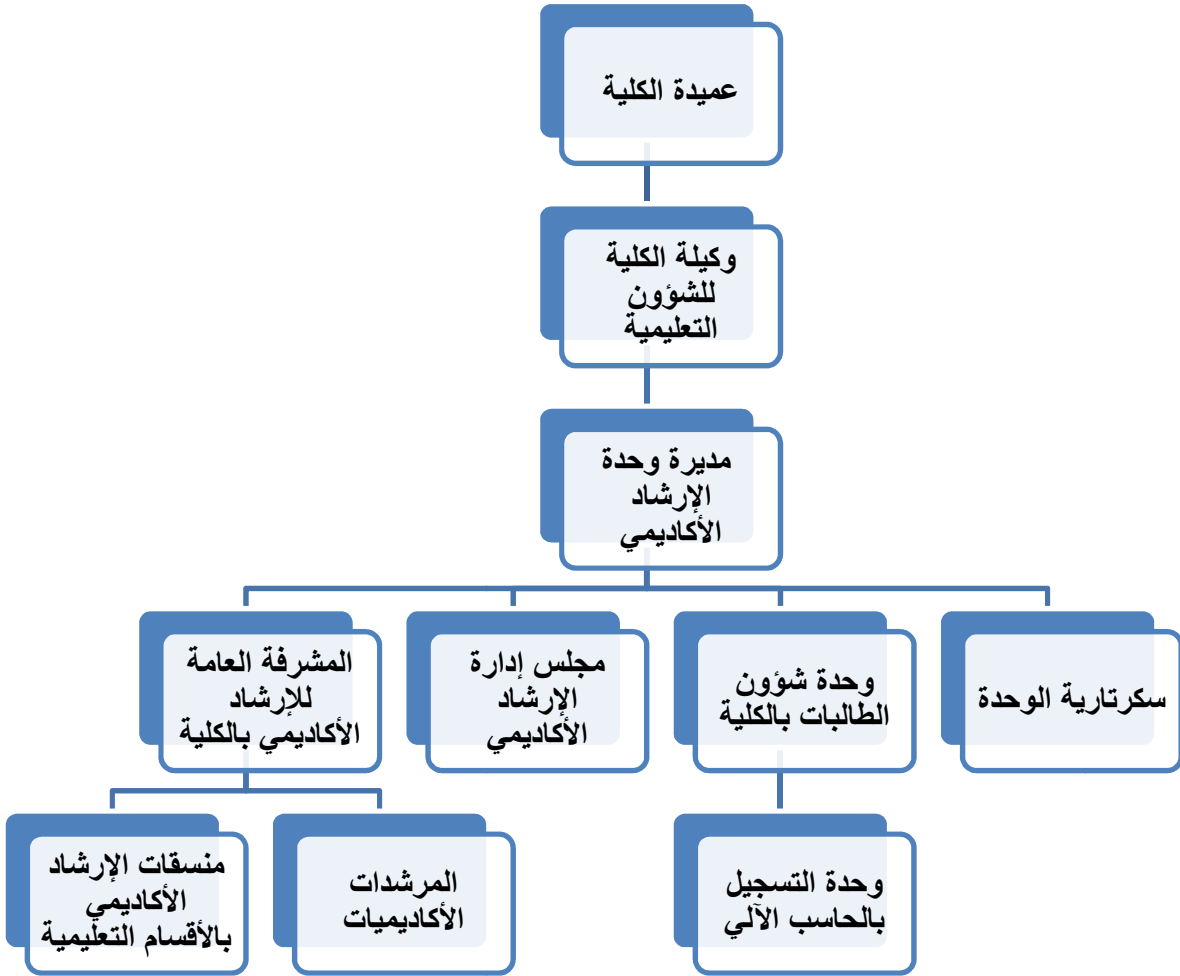 عميدة الكلية
وكيلة الكلية
للشؤون
التعليمية
مديرة وحدة
الإرشاد
الأكاديمي
سكرتارية الوحدة
وحدة شؤون
الطالبات بالكلية
مجلس إدارة
الإرشاد
الأكاديمي
المشرفة العامة
للإرشاد
الأكاديمي بالكلية
وحدة التسجيل
بالحاسب الآلي
المرشدات
الأكاديميات
منسقات الإرشاد
الأكاديمي
بالأقسام التعليمية